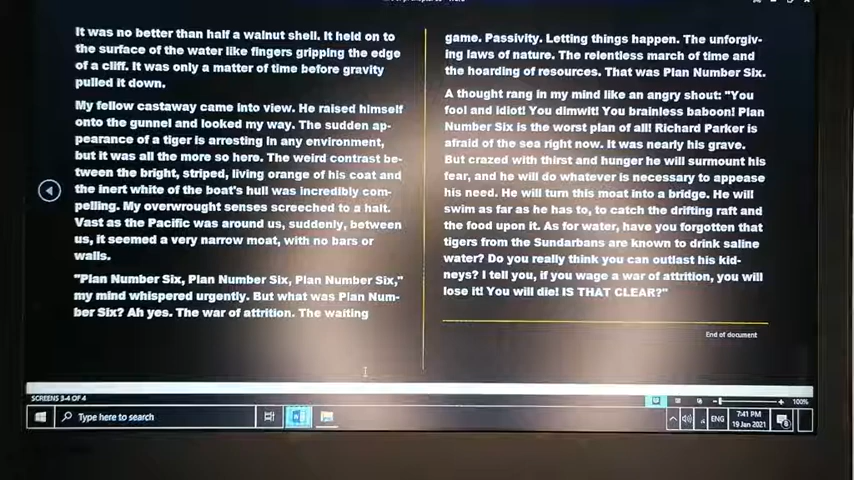 It was no better than half a walnut shell. It held on to
the surface of the water like fingers gripping the edge
of a cliff. It was only a matter of time before gravity
pulled it down.
My fellow castaway came into view. He raised himself
onto the gunnel and looked my way. The sudden ap-
pearance of a tiger is arresting in any environment,
but it was all the more so here. The weird contrast be-
tween the bright, striped, living orange of his coat and
the inert white of the boat's hull was incredibly com-
pelling. My overwrought senses screeched to a halt.
Vast as the Pacific was around us, suddenly, between
us, it seemed a very narrow moat, with no bars or
walls.
"Plan Number Six, Plan Number Six, Plan Number Six,"
my mind whispered urgently. But what was Plan Num-
ber Six? Ah yes. The war of attrition. The waiting
game. Passivity. Letting things happen. The unforgiv-
ing laws of nature. The relentless march of time and
the hoarding of resources. That was Plan Number Six.
A thought rang in my mind like an angry shout: "You
fool and idiot! You dimwit! You brainless baboon! Plan
Number Six is the worst plan of all! Richard Parker is
afraid of the sea right now. It was nearly his grave.
But crazed with thirst and hunger he will surmount his
fear, and he will do whatever is necessary to appease
his need. He will turn this moat into a bridge. He will
swim as far as he has to, to catch the drifting raft and
the food upon it. As for water, have you forgotten that
tigers from the Sundarbans are known to drink saline
water? Do you really think you can outlast his kid-
neys? I tell you, if you wage a war of attrition, you will
lose it! You will die! IS THAT CLEAR?"
End of document
SCREENS 3-4 OF 4
100%
Type here to search
ENG
7:41 PM
19 Jan 2021